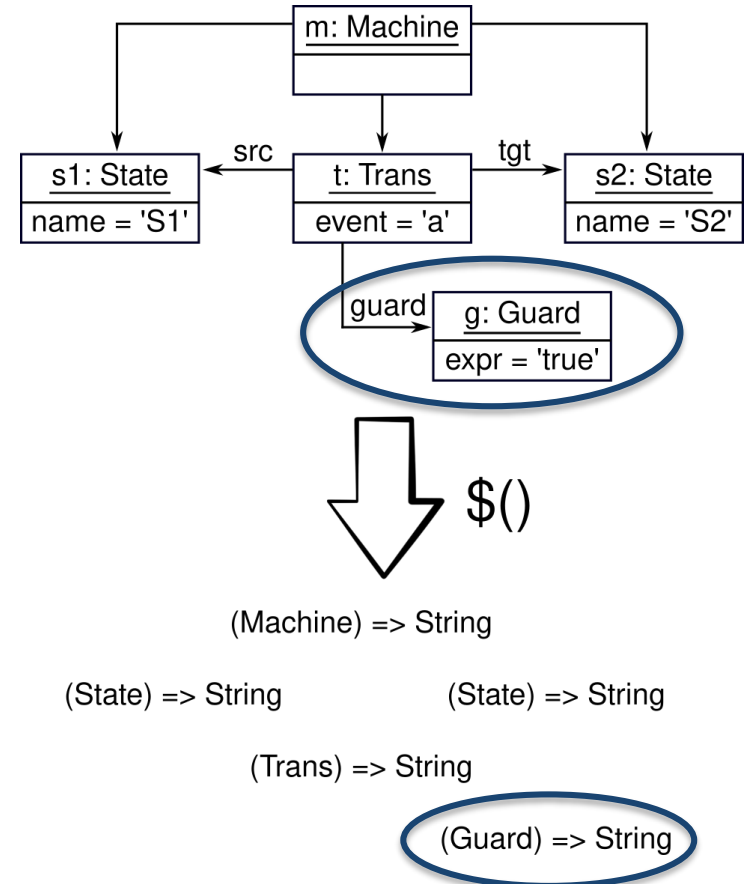 m: Machine
src
tgt
s1: State
t: Trans
s2: State
name = 'S1'
event = 'a'
name = 'S2'
guard
g: Guard
expr = 'true'
$()
(Machine) => String
(State) => String
(State) => String
(Trans) => String
(Guard) => String